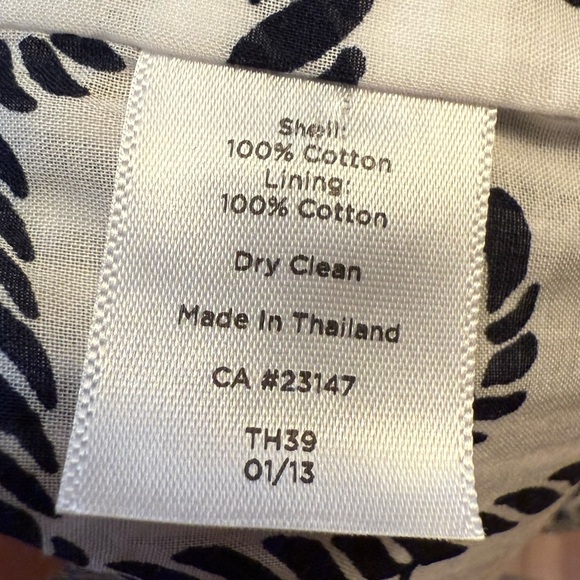 Shell:
100% Cotton
Lining:
100% Cotton
Dry Clean
Made In Thailand
CA #23147
TH39
01/13